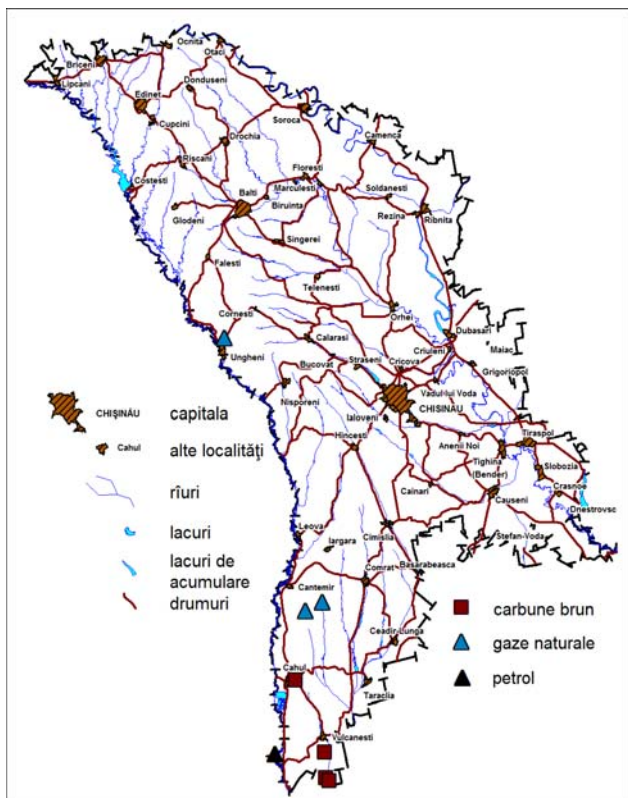 Ocnita
Otaci
Briceni
Lipcani
Donduseni
Edinet
Cupcini
Soroca
Drochia
Camenca
Riscani
Floresti
Costesti
Balti
Marculesti
Soldanesti
Biruinta
Glodeni
Rezina
Ribnita
Singerei
Falesti
Telenesti
Cornesti
Orhei
Dubasari
Ungheni
Calarasi
Criuleni
Maiac
Bucovat
Straseni
Cricova
Grigoriopol
Nisporeni
Vadul lui Voda
CHIŞINĂU
capitala
Ialoveni
CHISINAU
Hincesti
Anenii Noi
Tiraspol
Cahul
alte localităţi
Tighina
(Bender)
Slobozia
Cainari
Causeni
Crasnoe
rîuri
Dnestrovsc
Leova
Stefan-Voda
lacuri
Iargara
Cimislia
lacuri de
acumulare
Basarabeasca
drumuri
Comrat
Cantemir
carbune brun
Ceadir-Lunga
gaze naturale
Cahul
petrol
Taraclia
Vulcanesti